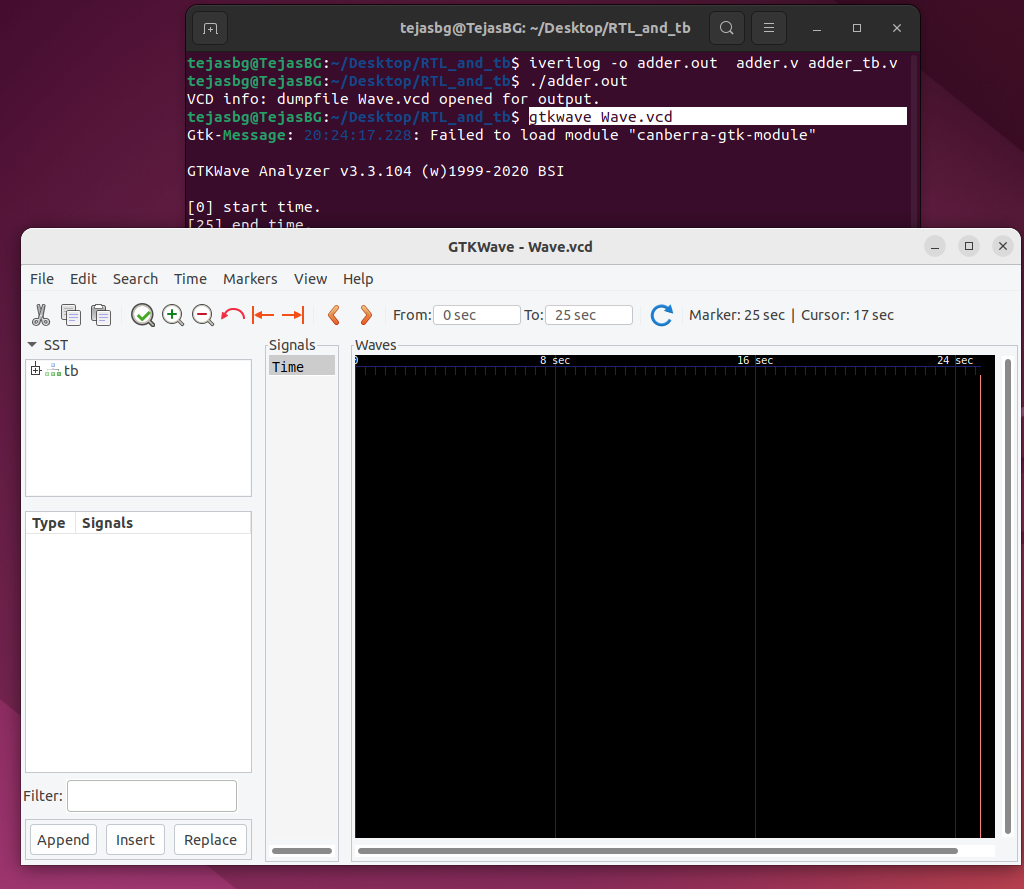 tejasbg@TejasBG: ~/Desktop/RTL_and_tb
tejasbg@TejasBG:~/Desktop/RTL_and_tb$ iverilog -o adder.out  adder.v adder_tb.v
tejasbg@TejasBG:~/Desktop/RTL_and_tb$ ./adder.out
VCD info: dumpfile Wave.vcd opened for output.
tejasbg@TejasBG:~/Desktop/RTL_and_tb$ gtkwave Wave.vcd
Gtk-Message: 20:24:17.228: Failed to load module "canberra-gtk-module"
GTKWave Analyzer v3.3.104 (w)1999-2020 BSI
[0] start time.
[25] end time.
GTKWave - Wave.vcd
File Edit Search Time Markers View Help
From: 0 sec To: 25 sec Marker: 25 sec | Cursor: 17 sec
SST
tb
Type Signals
Filter:
Append Insert Replace
Signals
Time
Waves
0 8 sec 16 sec 24 sec